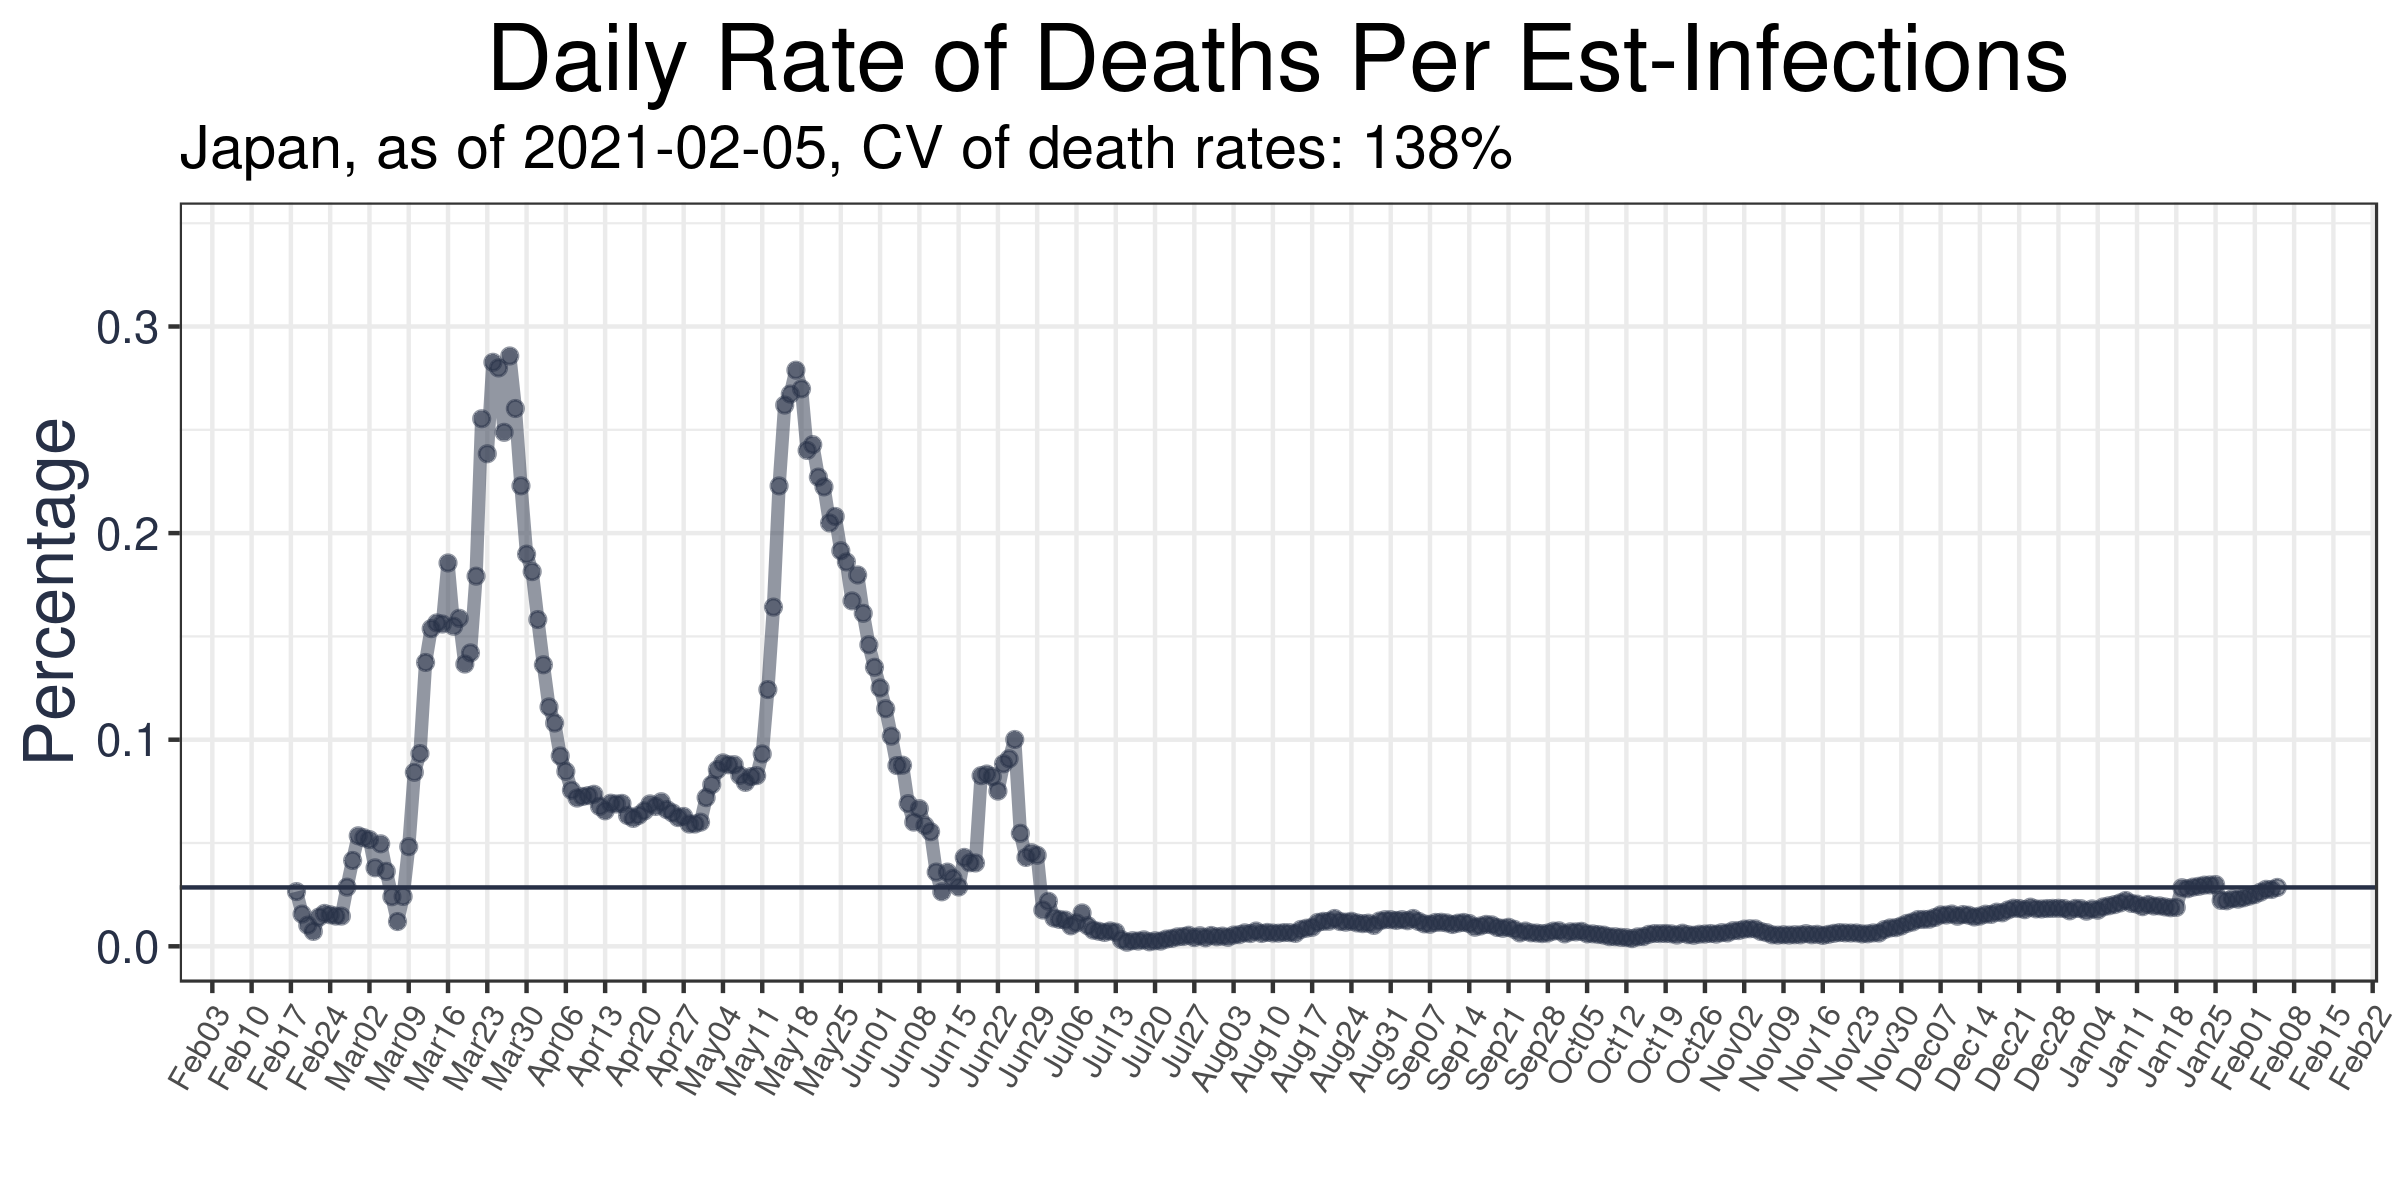 Daily Rate of Deaths Per Est-Infections
Japan, as of 2021-02-05, CV of death rates: 138%
Percentage
0.3
0.2
0.1
0.0
Feb03
Feb10
Feb17
Feb24
Mar02
Mar09
Mar16
Mar23
Mar30
Apr06
Apr13
Apr20
Apr27
May04
May11
May18
May25
Jun01
Jun08
Jun15
Jun22
Jun29
Jul06
Jul13
Jul20
Jul27
Aug03
Aug10
Aug17
Aug24
Aug31
Sep07
Sep14
Sep21
Sep28
Oct05
Oct12
Oct19
Oct26
Nov02
Nov09
Nov16
Nov23
Nov30
Dec07
Dec14
Dec21
Dec28
Jan04
Jan11
Jan18
Jan25
Feb01
Feb08
Feb15
Feb22